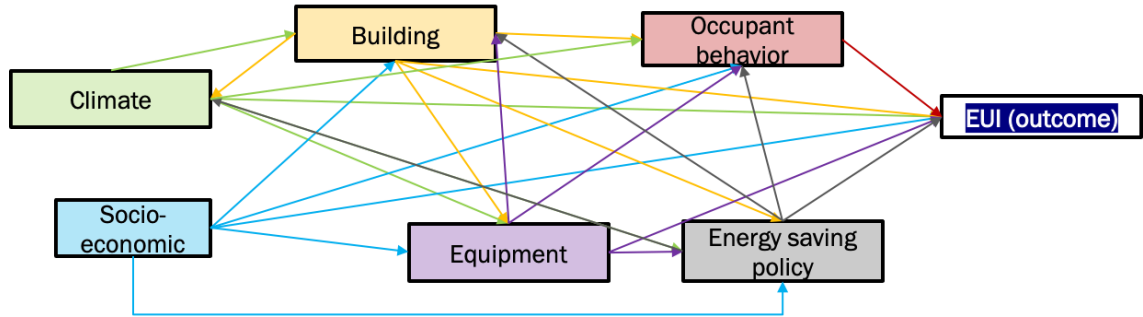 Building
Occupant
behavior
Climate
EUI (outcome)
Socio-
economic
Equipment
Energy saving
policy